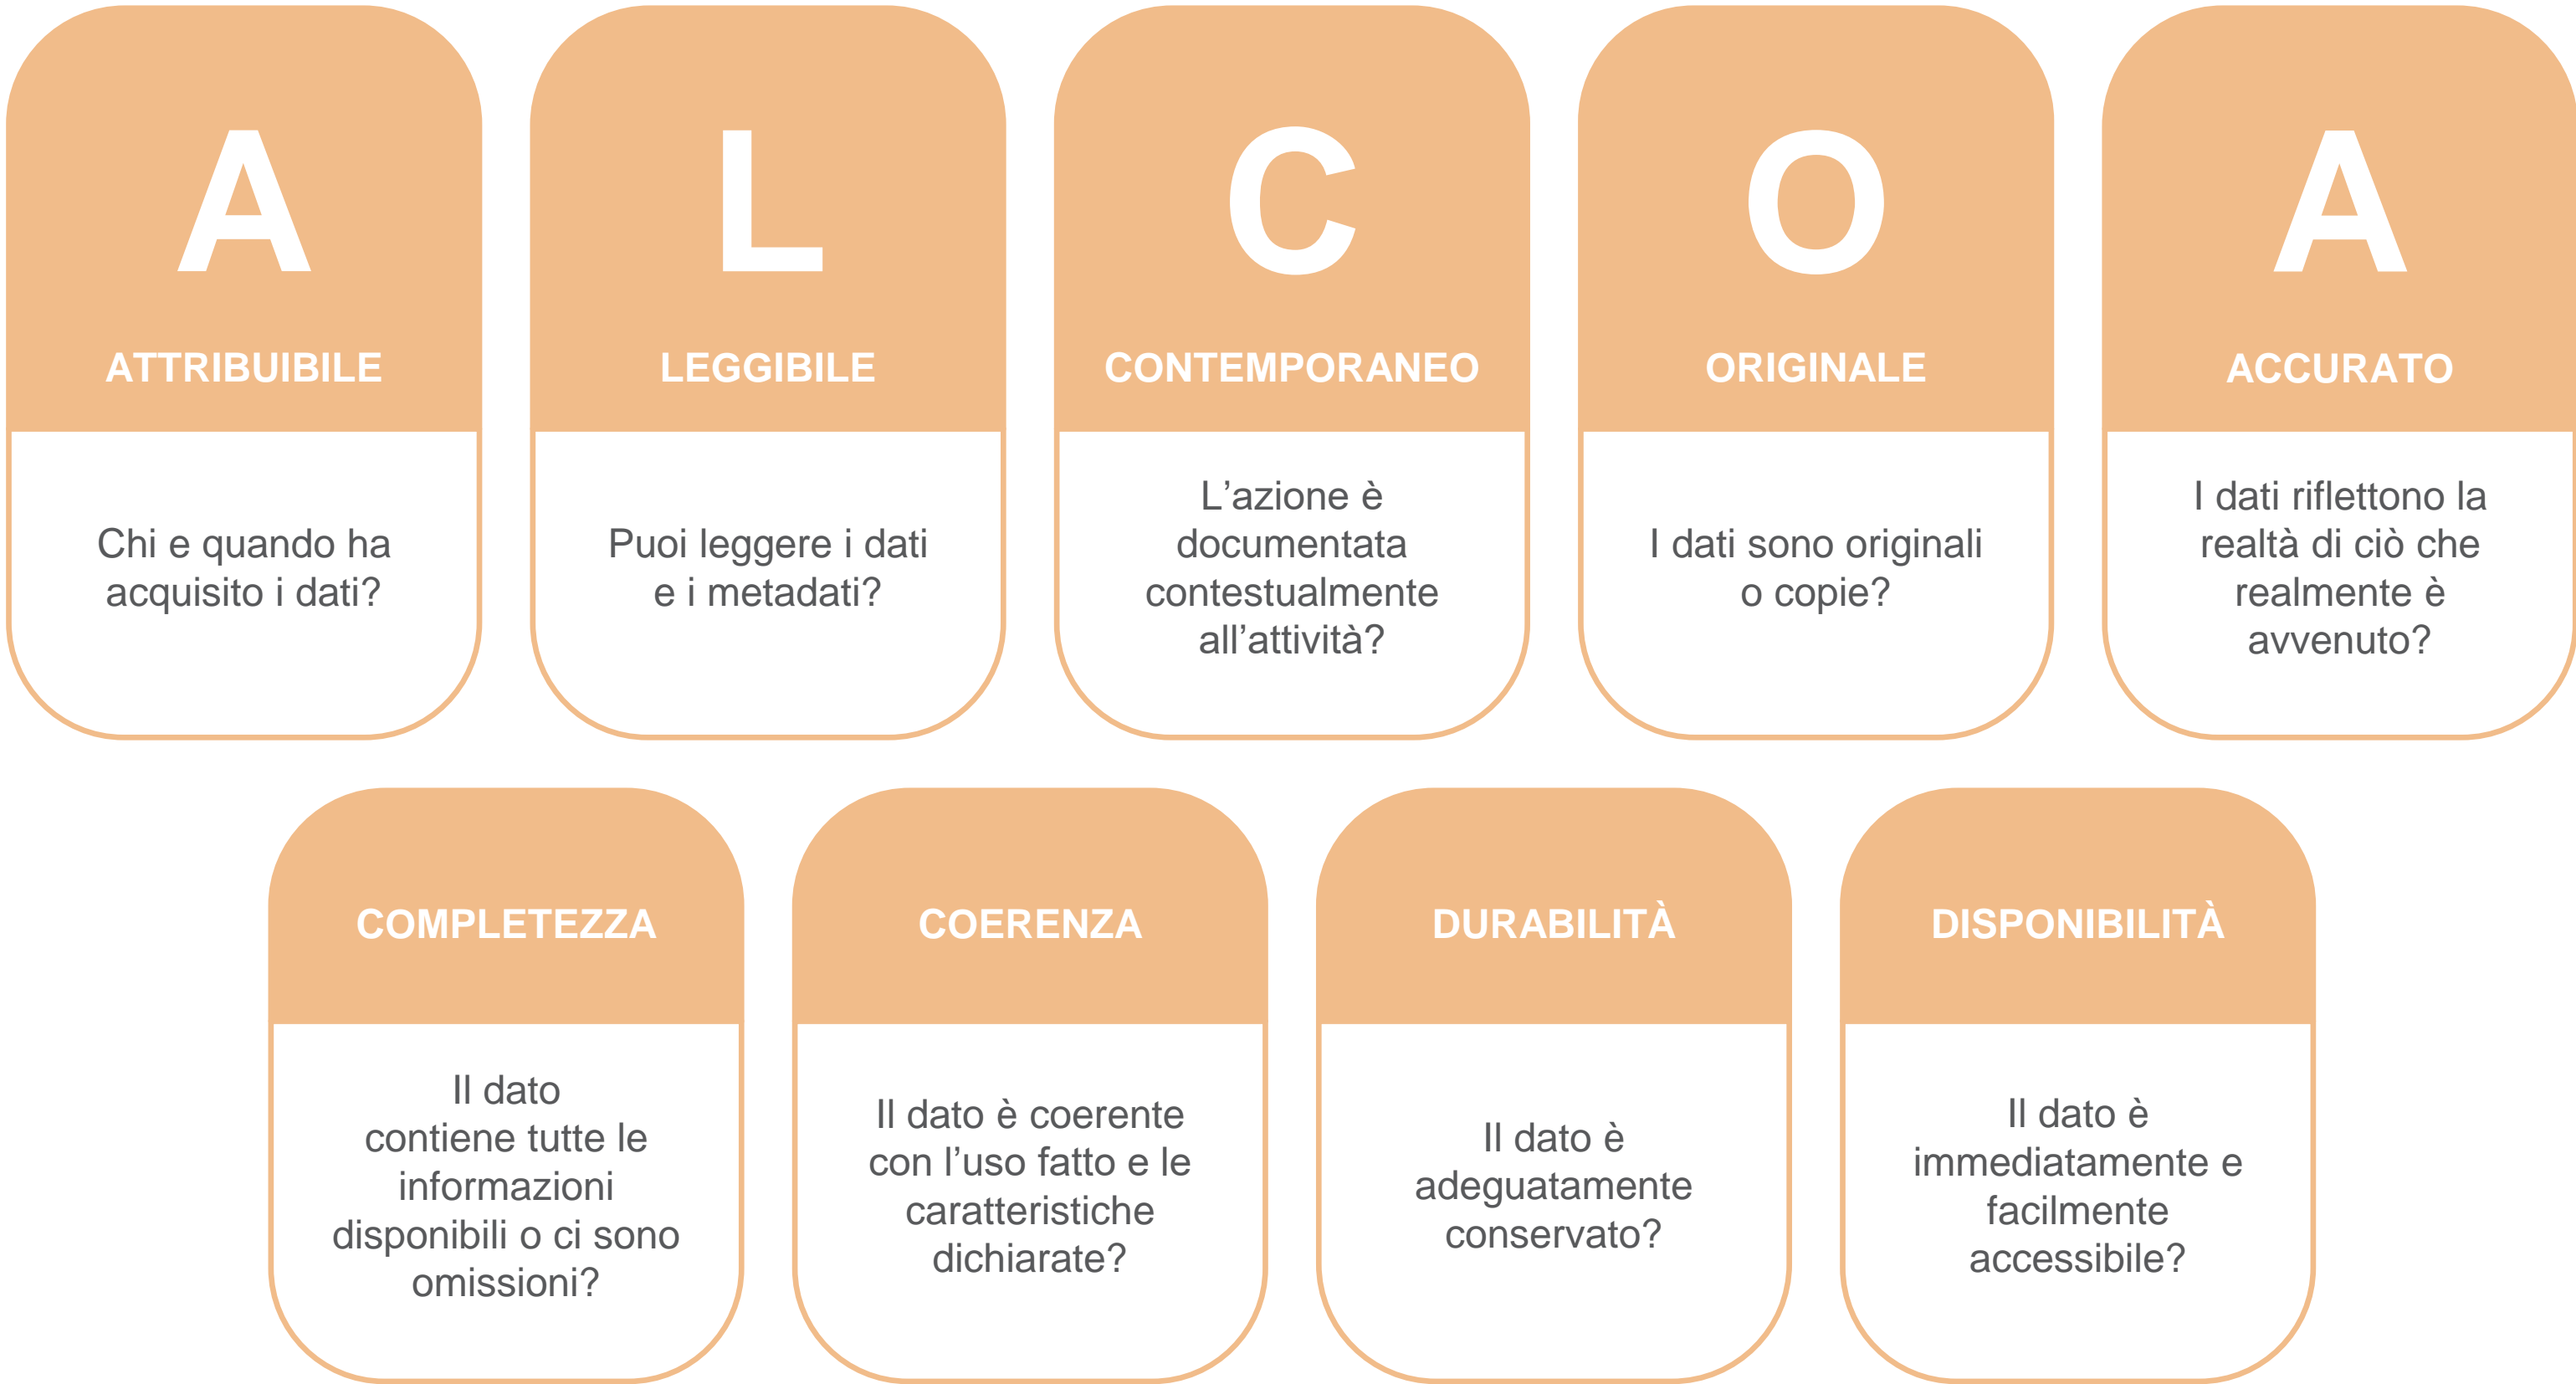 A
ATTRIBUIBILE
Chi e quando ha
acquisito i dati?
L
LEGGIBILE
Puoi leggere i dati
e i metadati?
C
CONTEMPORANEO
L’azione è
documentata
contestualmente
all’attività?
O
ORIGINALE
I dati sono originali
o copie?
A
ACCURATO
I dati riflettono la
realtà di ciò che
realmente è
avvenuto?
COMPLETEZZA
Il dato
contiene tutte le
informazioni
disponibili o ci sono
omissioni?
COERENZA
Il dato è coerente
con l’uso fatto e le
caratteristiche
dichiarate?
DURABILITÀ
Il dato è
adeguatamente
conservato?
DISPONIBILITÀ
Il dato è
immediatamente e
facilmente
accessibile?